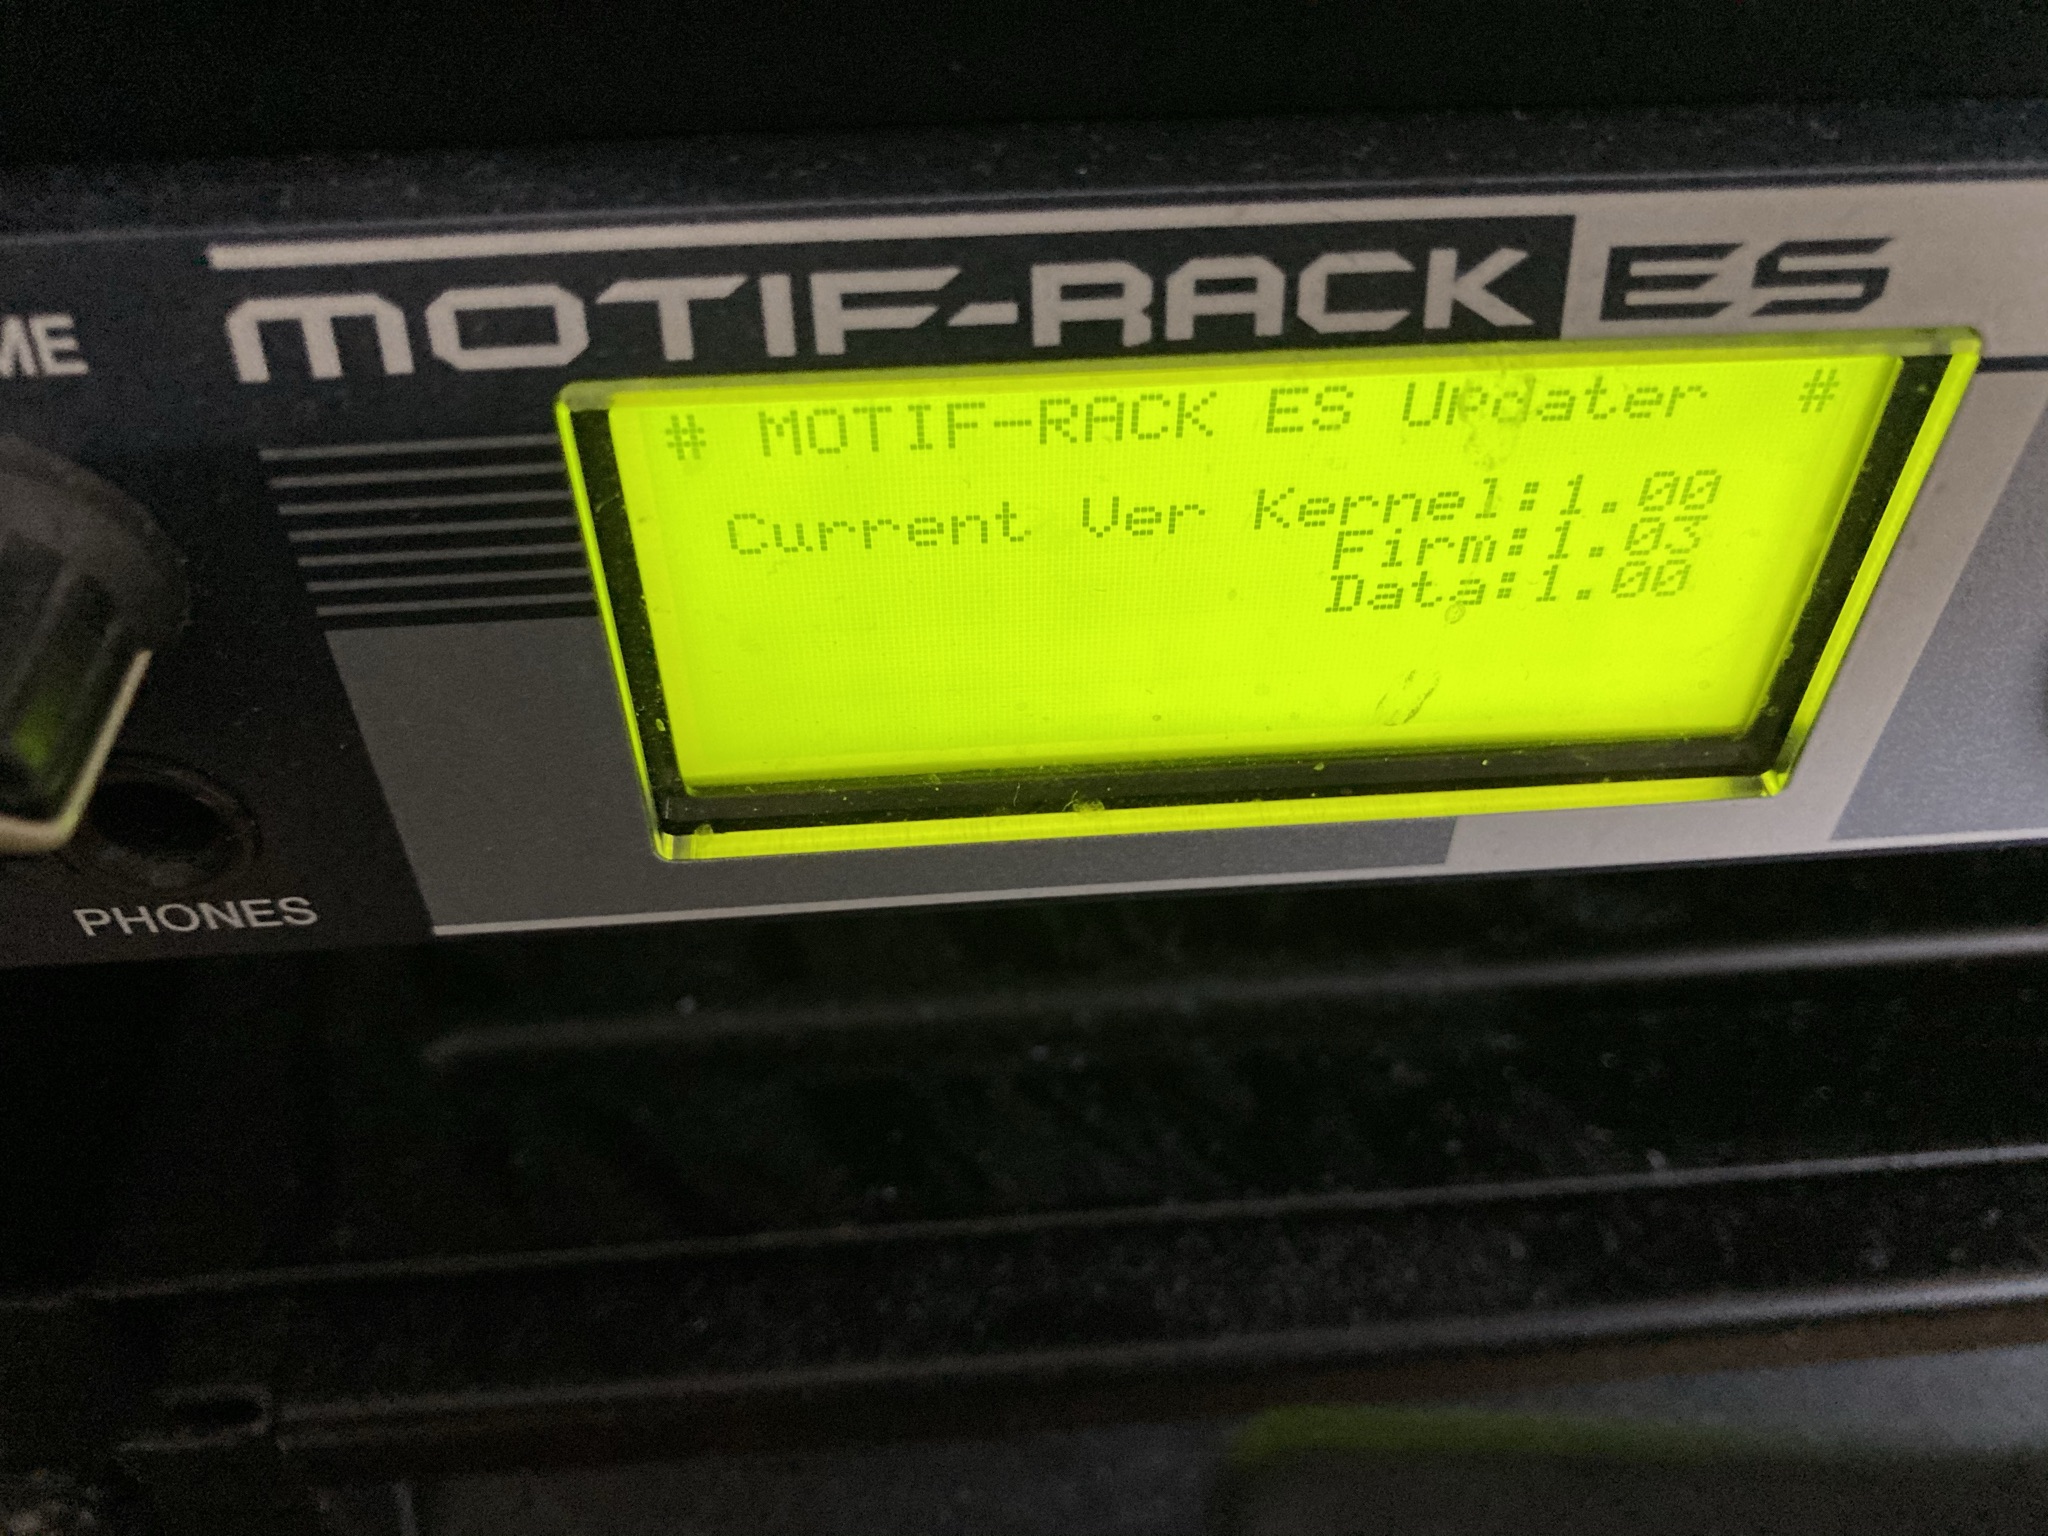 MOTIF-RACK ES
ME
# MOTIF-RACK ES Updater #
Current Ver Kernel:1.00
Firm:1.03
Data:1.00
PHONES